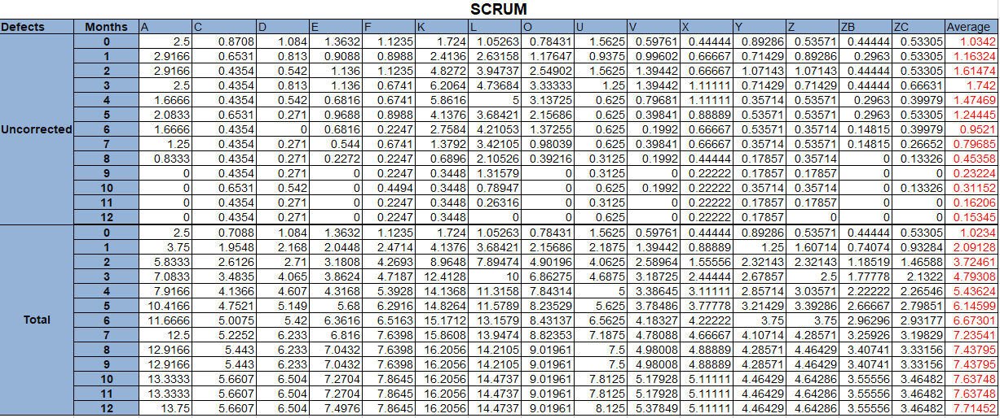 SCRUM
Defects Months A C D E F K L O U V X Y Z ZB ZC Average
0 2.5 0.8708 1.084 1.3632 1.1235 1.724 1.05263 0.78431 1.5625 0.59761 0.44444 0.89286 0.53571 0.44444 0.53305 1.0342
1 2.9166 0.6531 0.813 0.9088 0.8988 2.4136 2.63158 1.17647 0.9375 0.99602 0.66667 0.71429 0.89286 0.2963 0.53305 1.16324
2 2.9166 0.4354 0.542 1.136 1.1235 4.8272 3.94737 2.54902 1.5625 1.39442 0.66667 1.07143 1.07143 0.44444 0.53305 1.61474
3 2.5 0.4354 0.813 1.136 0.6741 6.2064 4.73684 3.33333 1.25 1.39442 1.11111 0.71429 0.71429 0.44444 0.66631 1.742
4 1.6666 0.4354 0.542 0.6816 0.6741 5.8616 5 3.13725 0.625 0.79681 1.11111 0.35714 0.53571 0.2963 0.39979 1.47469
5 2.0833 0.6531 0.271 0.9688 0.8988 4.1376 3.68421 2.15686 0.625 0.39841 0.88889 0.53571 0.53571 0.2963 0.53305 1.24445
Uncorrected 6 1.6666 0.4354 0 0.6816 0.2247 2.7584 4.21053 1.37255 0.625 0.1992 0.66667 0.53571 0.35714 0.14815 0.39979 0.9521
7 1.25 0.4354 0.271 0.544 0.6741 1.3792 3.42105 0.98039 0.625 0.39841 0.66667 0.35714 0.53571 0.14815 0.26652 0.79685
8 0.8333 0.4354 0.271 0.2272 0.2247 0.6896 2.10526 0.39216 0.3125 0.1992 0.44444 0.17857 0.35714 0 0.13326 0.45358
9 0 0.4354 0.271 0 0.2247 0.3448 1.31579 0 0.3125 0 0.22222 0.17857 0.17857 0 0 0.23224
10 0 0.6531 0.542 0 0.4494 0.3448 0.78947 0 0.625 0.1992 0.22222 0.35714 0.35714 0 0.13326 0.31152
11 0 0.4354 0.271 0 0.2247 0.3448 0.26316 0 0.3125 0 0.22222 0.17857 0.17857 0 0 0.16206
12 0 0.4354 0.271 0 0.2247 0.3448 0 0 0.625 0 0.22222 0.17857 0 0 0 0.15345
0 2.5 0.7088 1.084 1.3632 1.1235 1.724 1.05263 0.78431 1.5625 0.59761 0.44444 0.89286 0.53571 0.44444 0.53305 1.0234
1 3.75 1.9548 2.168 2.0448 2.4714 4.1376 3.68421 2.15686 2.1875 1.39442 0.88889 1.25 1.60714 0.74074 0.93284 2.09128
2 5.8333 2.6126 2.71 3.1808 4.2693 8.9648 7.89474 4.90196 4.0625 2.58964 1.55556 2.32143 2.32143 1.18519 1.46588 3.72461
3 7.0833 3.4835 4.065 3.8624 4.7187 12.4128 10 6.86275 4.6875 3.18725 2.44444 2.67857 2.5 1.77778 2.1322 4.79308
4 7.9166 4.1366 4.607 4.3168 5.3928 14.1368 11.3158 7.84314 5 3.38645 3.11111 2.85714 3.03571 2.22222 2.26546 5.43624
5 10.4166 4.7521 5.149 5.68 6.2916 14.8264 11.5789 8.23529 5.625 3.78486 3.77778 3.21429 3.39286 2.66667 2.79851 6.14599
Total 6 11.6666 5.0075 5.42 6.3616 6.5163 15.1712 13.1579 8.43137 6.5625 4.18327 4.22222 3.75 3.75 2.96296 2.93177 6.67301
7 12.5 5.2252 6.233 6.816 7.6398 15.8608 13.9474 8.82353 7.1875 4.78088 4.66667 4.10714 4.28571 3.25926 3.19829 7.23541
8 12.9166 5.443 6.233 7.0432 7.6398 16.2056 14.2105 9.01961 7.5 4.98008 4.88889 4.28571 4.46429 3.40741 3.33156 7.43795
9 12.9166 5.443 6.233 7.0432 7.6398 16.2056 14.2105 9.01961 7.5 4.98008 4.88889 4.28571 4.46429 3.40741 3.33156 7.43795
10 13.3333 5.6607 6.504 7.2704 7.8645 16.2056 14.4737 9.01961 7.8125 5.17928 5.11111 4.46429 4.64286 3.55556 3.46482 7.63748
11 13.3333 5.6607 6.504 7.2704 7.8645 16.2056 14.4737 9.01961 7.8125 5.17928 5.11111 4.46429 4.64286 3.55556 3.46482 7.63748
12 13.75 5.6607 6.504 7.4976 7.8645 16.2056 14.4737 9.01961 8.125 5.37849 5.11111 4.46429 4.64286 3.55556 3.46482 7.71452